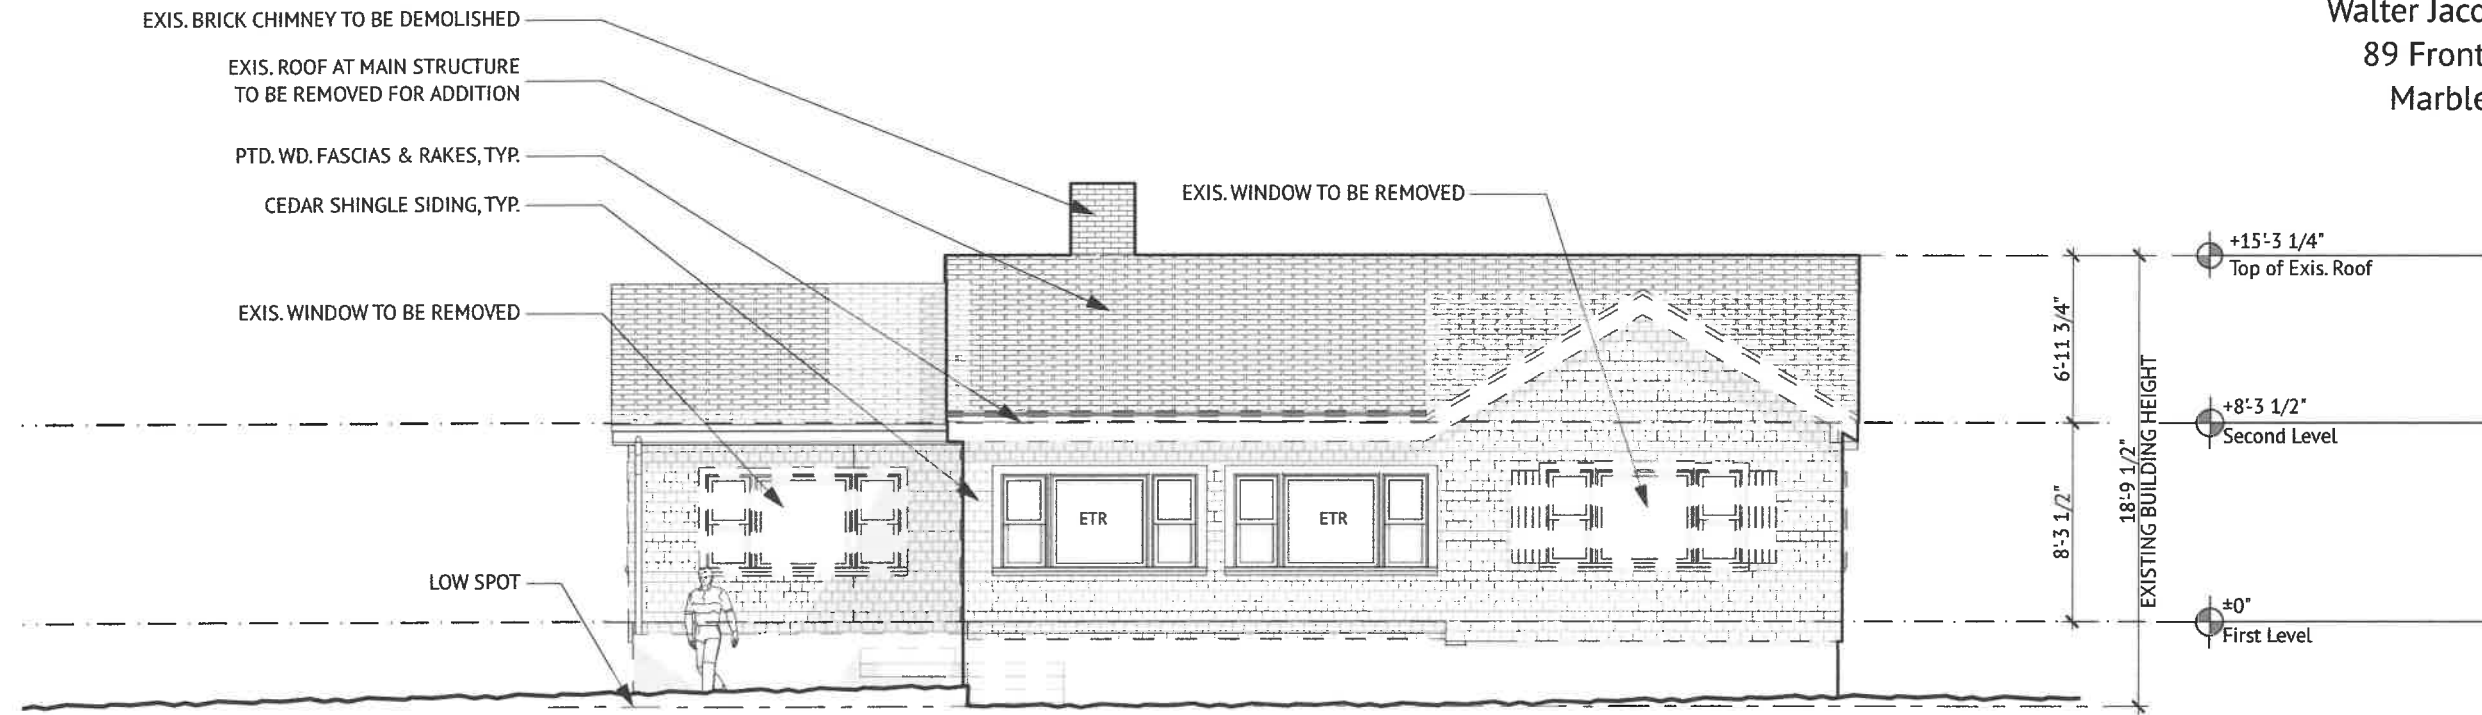 EXIS. BRICK CHIMNEY TO BE DEMOLISHED
EXIS. ROOF AT MAIN STRUCTURE
TO BE REMOVED FOR ADDITION
PTD. WD. FASCIAS & RAKES, TYP.
CEDAR SHINGLE SIDING, TYP.
EXIS. WINDOW TO BE REMOVED
LOW SPOT
EXIS. WINDOW TO BE REMOVED
ETR
ETR
Walter Jaco
89 Front
Marble
6'-11 3/4"
8'-3 1/2"
18'-9 1/2"
EXISTING BUILDING HEIGHT
+15'-3 1/4"
Top of Exis. Roof
+8'-3 1/2"
Second Level
±0"
First Level